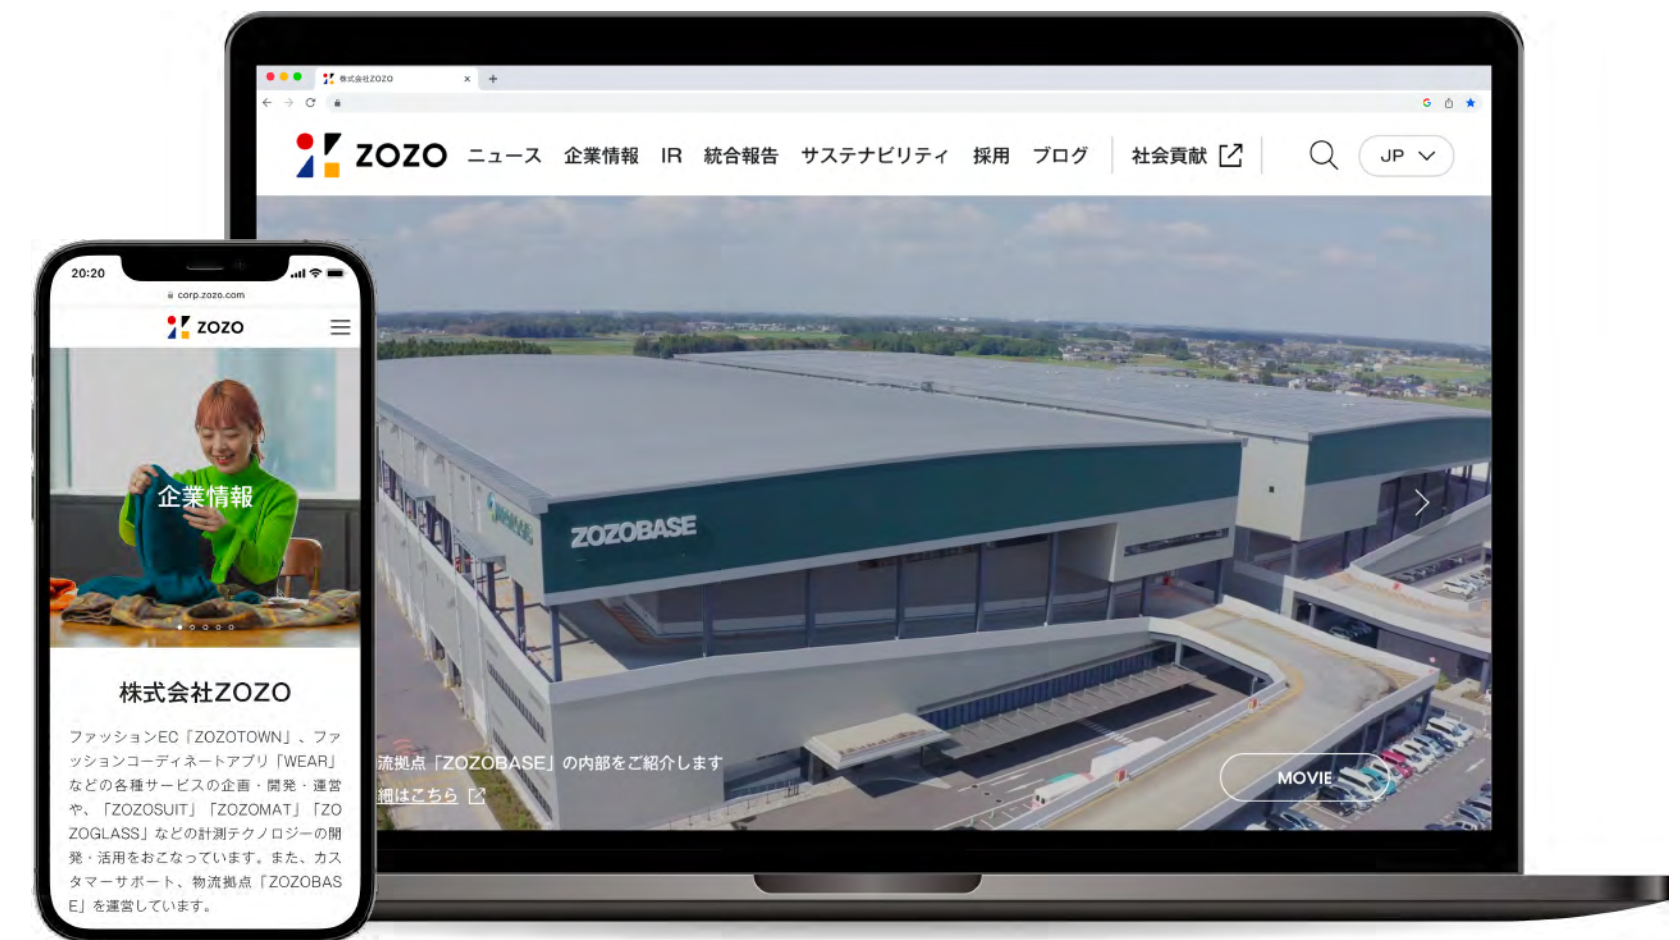 株式会社ZOZO
ZOZO ニュース 企業情報 IR 統合報告 サステナビリティ 採用 ブログ 社会貢献 JP
ZOZOBASE
流拠点「ZOZOBASE」の内部をご紹介します
細はこちら
MOVIE
20:20
corp.zozo.com
ZOZO
企業情報
株式会社ZOZO
ファッションEC「ZOZOTOWN」、ファ
ッションコーディネートアプリ「WEAR」
などの各種サービスの企画・開発・運営
や、「ZOZOSUIT」「ZOZOMAT」「ZO
ZOGLASS」などの計測テクノロジーの開
発・活用をおこなっています。また、カス
タマーサポート、物流拠点「ZOZOBAS
E」を運営しています。